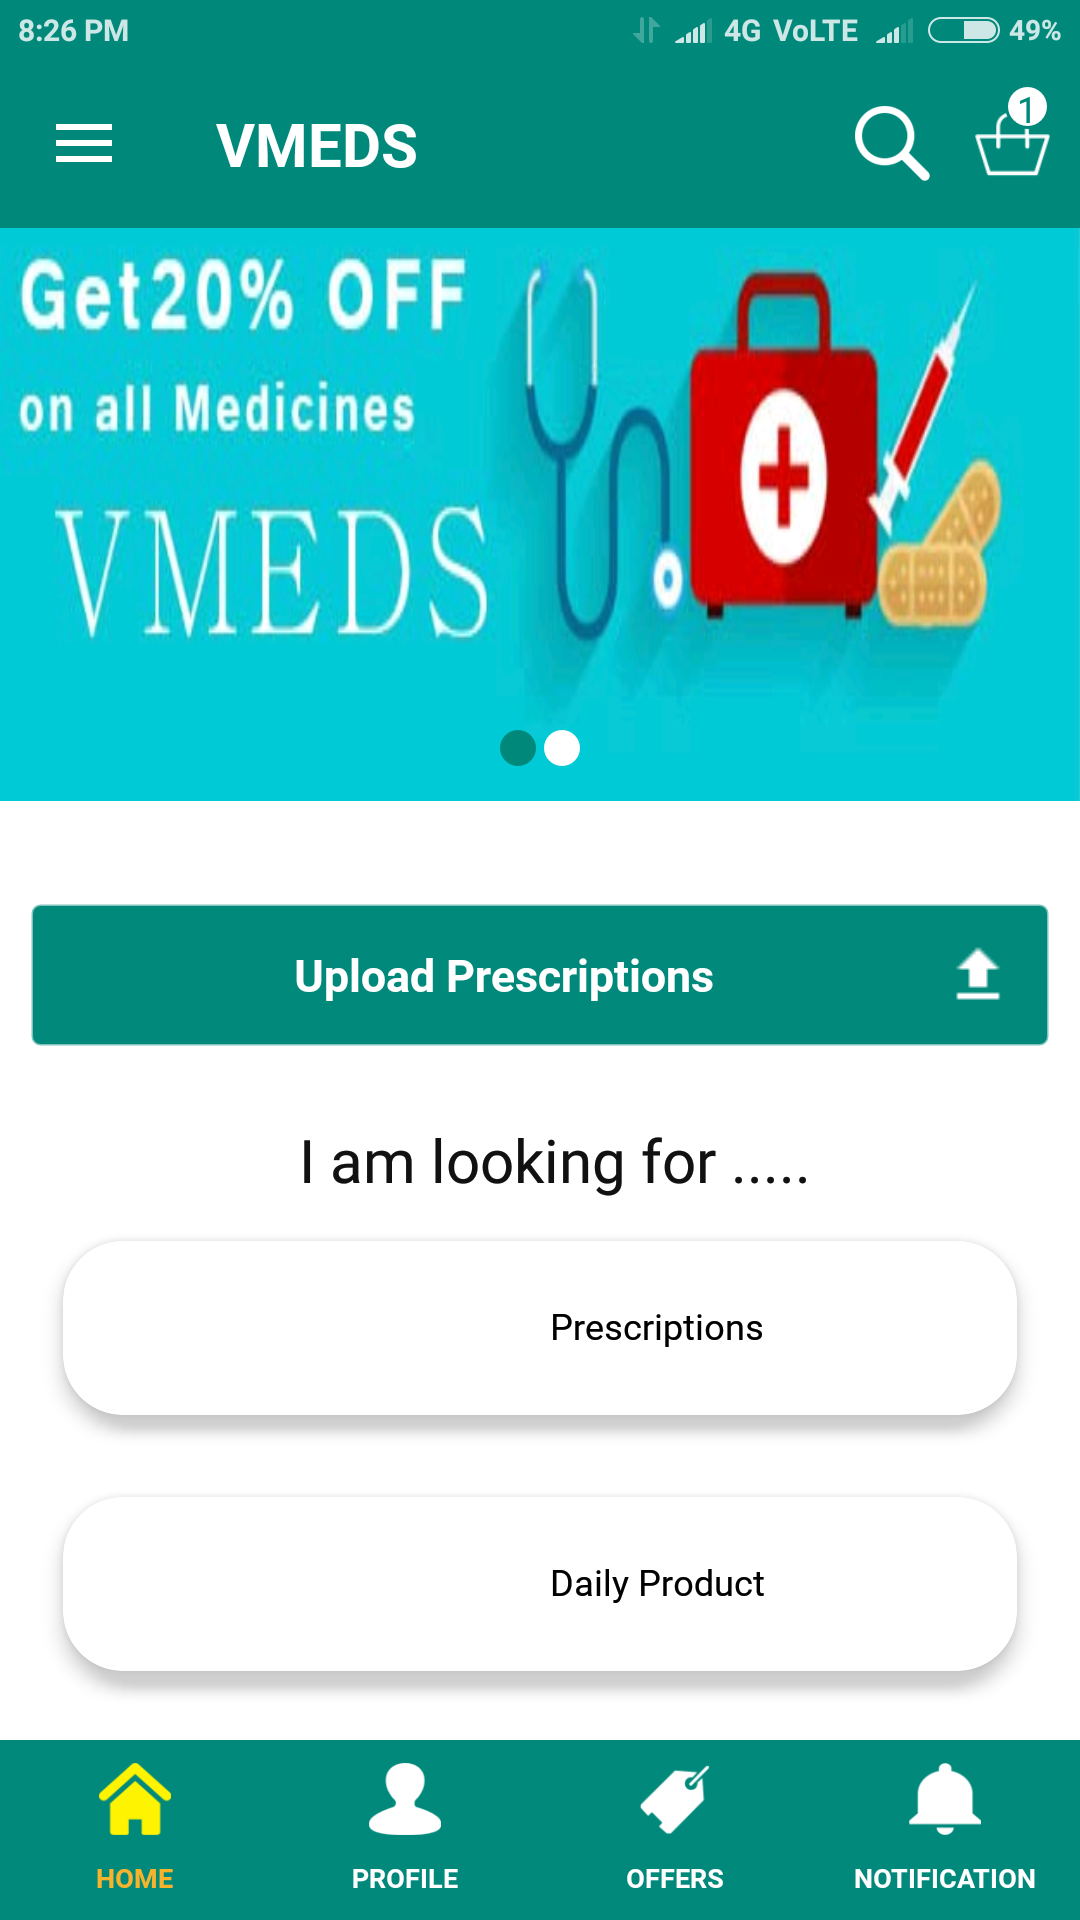 8:26 PM 4G VoLTE 49%
VMEDS 1
Get20% OFF
on all Medicines
VMEDS
Upload Prescriptions
I am looking for .....
Prescriptions
Daily Product
HOME PROFILE OFFERS NOTIFICATION